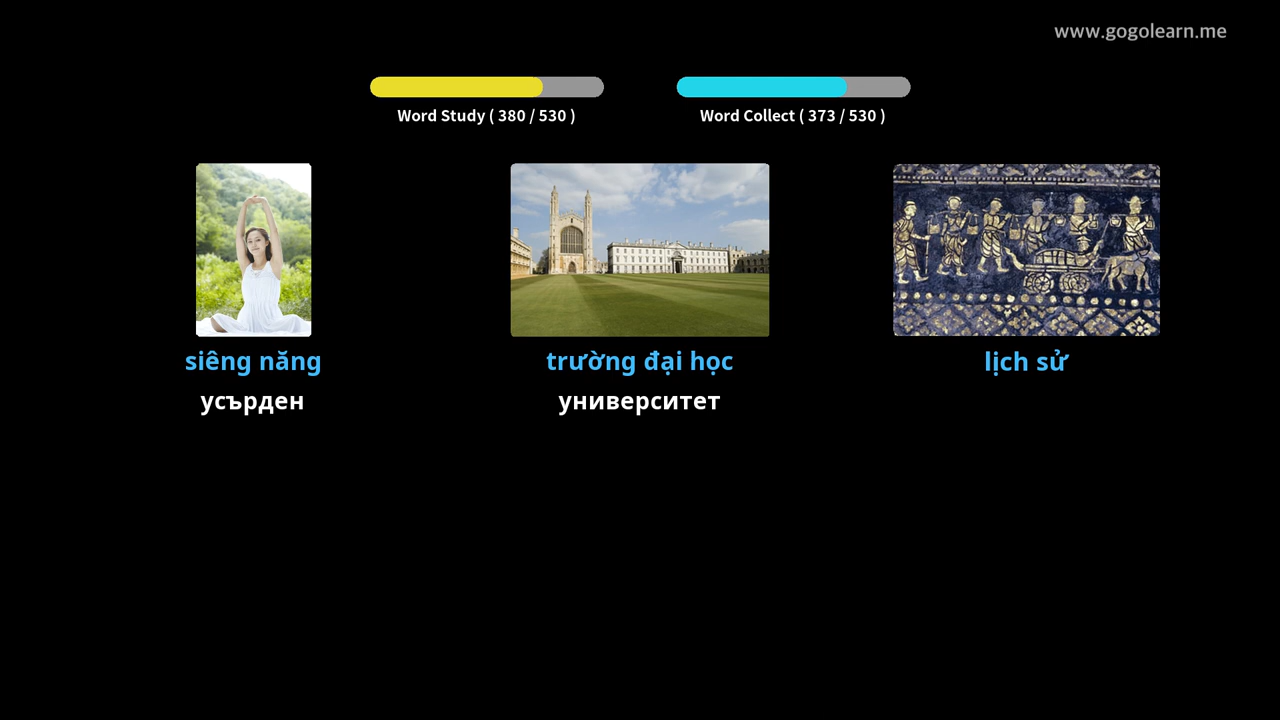 www.gogolearn.me
Word Study ( 380 / 530 )
Word Collect ( 373 / 530 )
siêng năng
усърден
trường đại học
университет
lịch sử